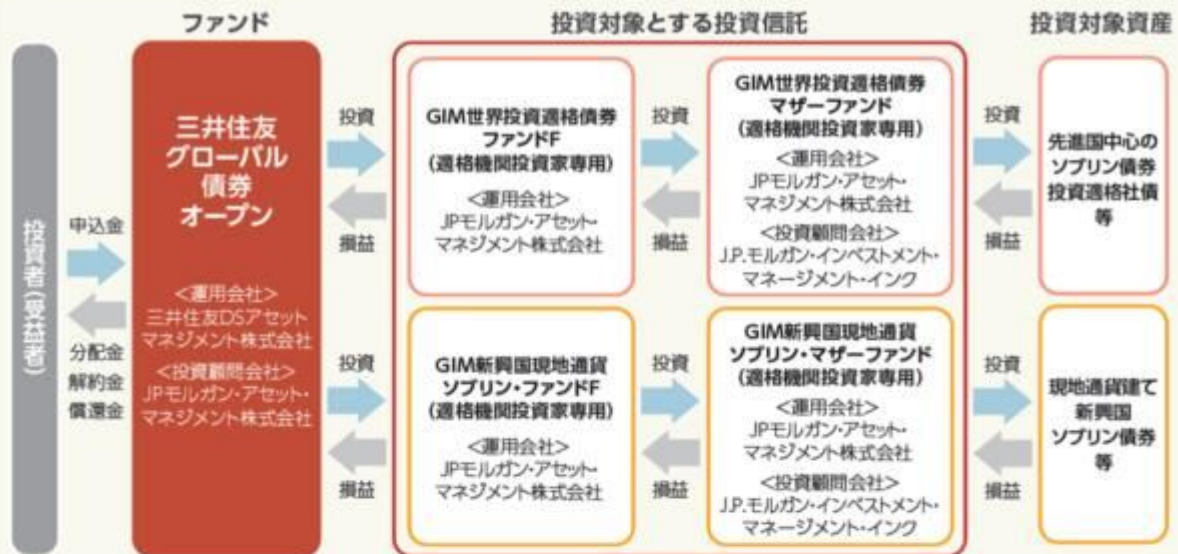 ファンド
投資対象とする投資信託
投資対象資産
投資者(受益者)
申込金
分配金
解約金
償還金
三井住友
グローバル
債券
オープン
<運用会社>
三井住友DSアセット
マネジメント株式会社
<投資顧問会社>
JPモルガン・アセット・
マネジメント株式会社
投資
損益
GIM世界投資適格債券
ファンドF
(適格機関投資家専用)
<運用会社>
JPモルガン・アセット・
マネジメント株式会社
投資
損益
GIM世界投資適格債券
マザーファンド
(適格機関投資家専用)
<運用会社>
JPモルガン・アセット・
マネジメント株式会社
<投資顧問会社>
J.P.モルガン・インベストメント・
マネージメント・インク
投資
損益
先進国中心の
ソブリン債券
投資適格社債
等
投資
損益
GIM新興国現地通貨
ソブリン・ファンドF
(適格機関投資家専用)
<運用会社>
JPモルガン・アセット・
マネジメント株式会社
投資
損益
GIM新興国現地通貨
ソブリン・マザーファンド
(適格機関投資家専用)
<運用会社>
JPモルガン・アセット・
マネジメント株式会社
<投資顧問会社>
J.P.モルガン・インベストメント・
マネージメント・インク
投資
損益
現地通貨建て
新興国
ソブリン債券
等